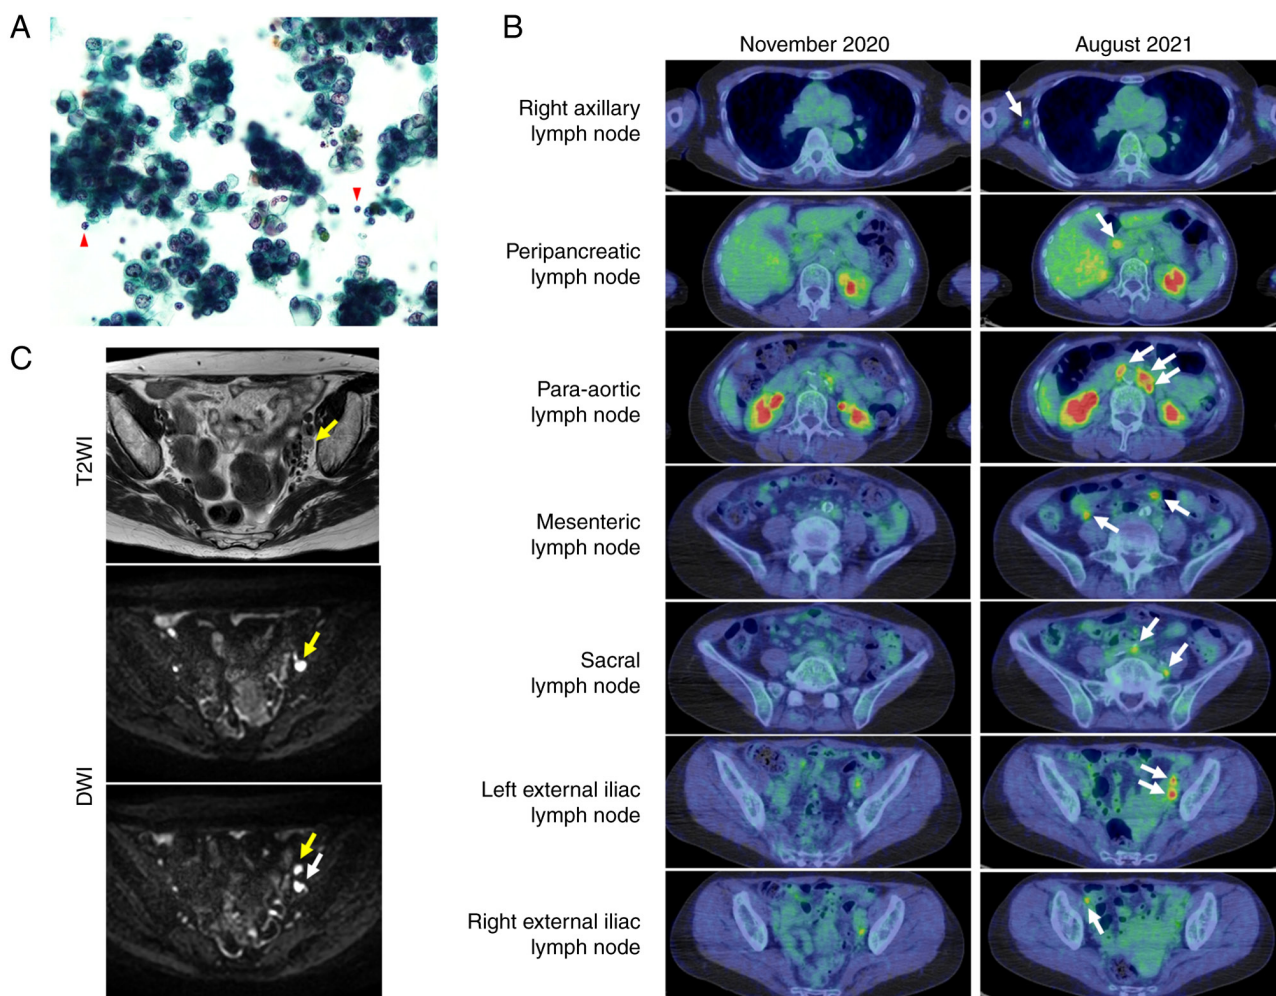 A
B
November 2020
August 2021
Right axillary
lymph node
Peripancreatic
lymph node
Para-aortic
lymph node
Mesenteric
lymph node
Sacral
lymph node
Left external iliac
lymph node
Right external iliac
lymph node
C
T2WI
DWI